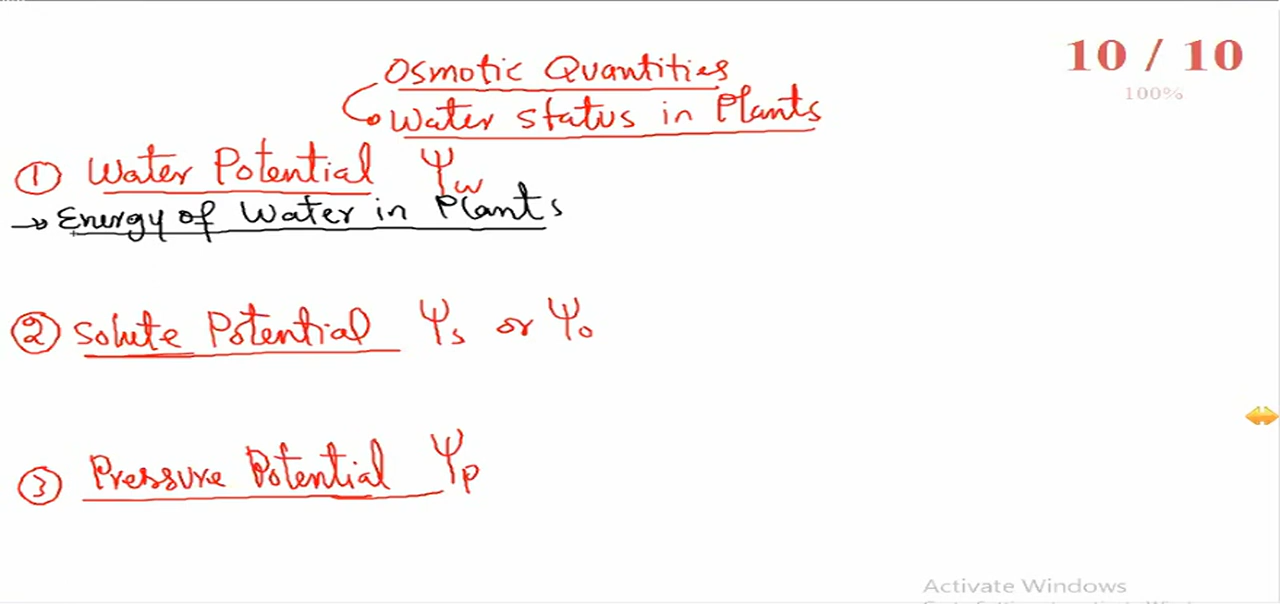 Osmotic Quantities
10 / 10
100%
Water status in Plants
① Water Potential Ψw
→ Energy of Water in Plants
② Solute Potential Ψs or Ψo
③ Pressure Potential Ψp
Activate Windows